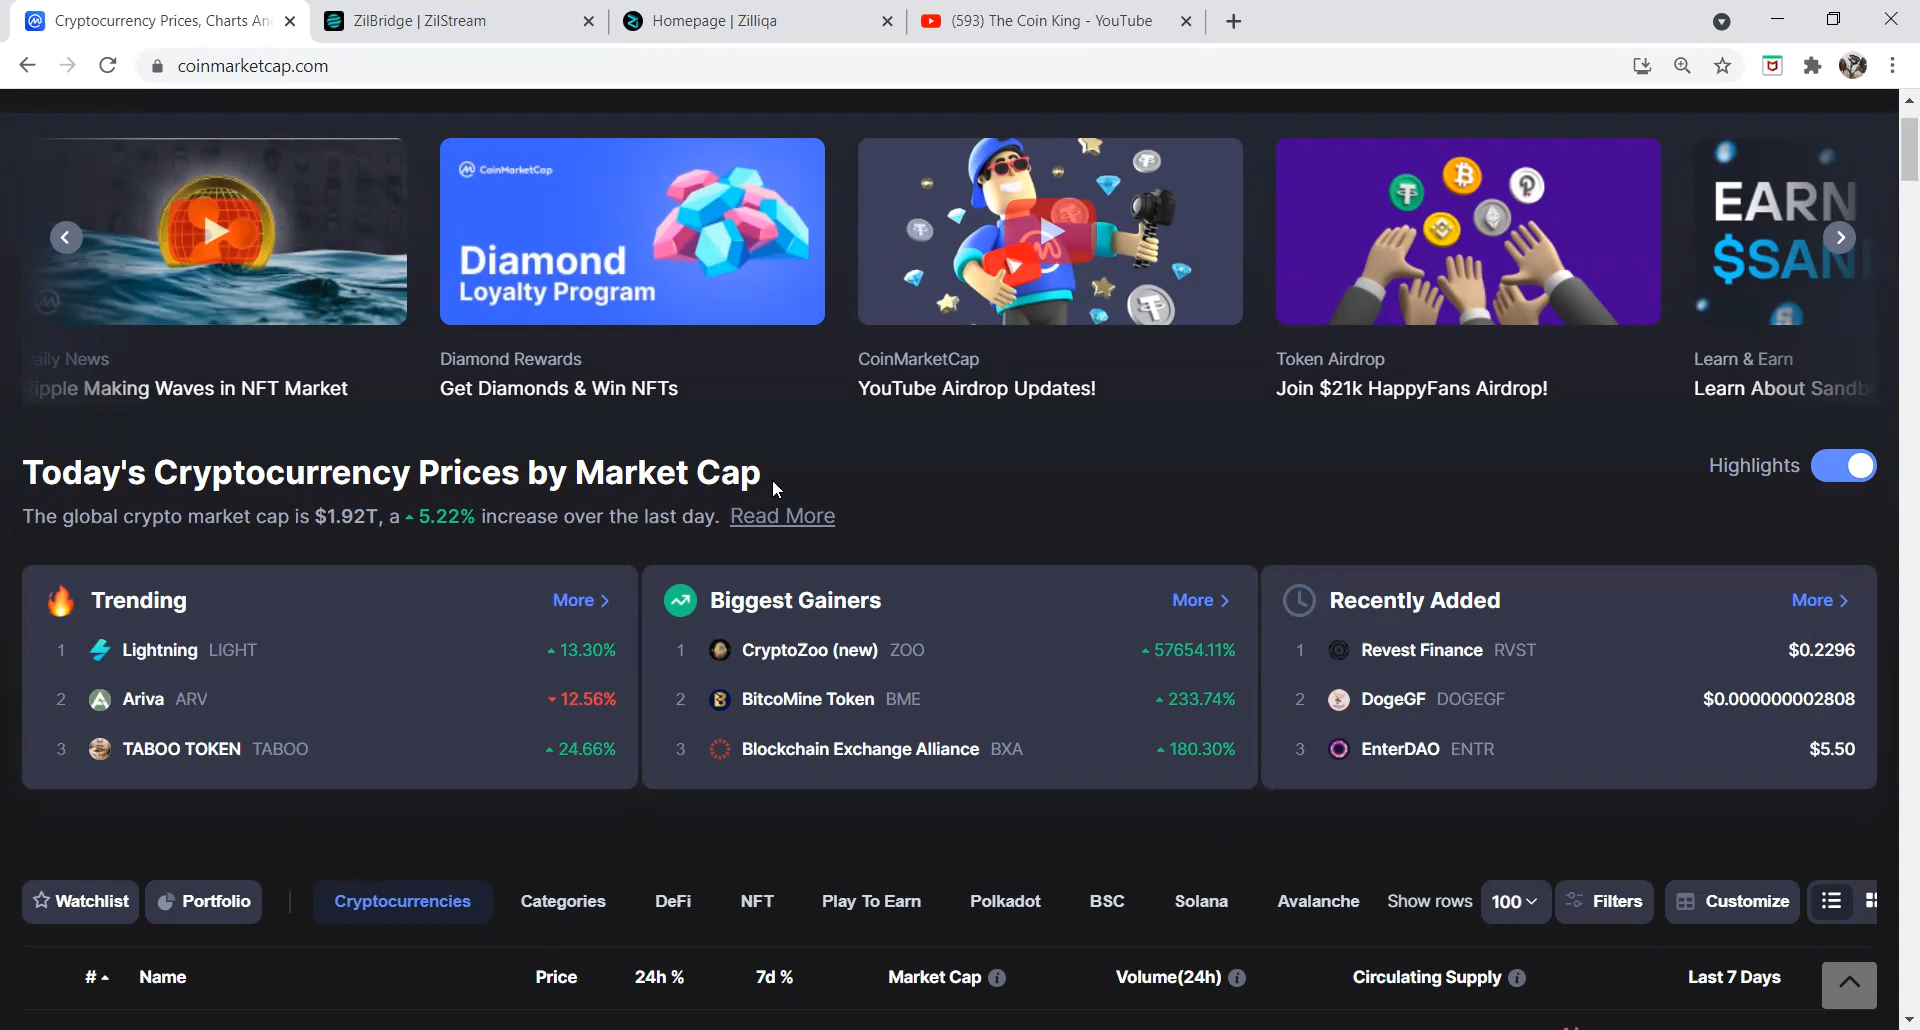 Cryptocurrency Prices, Charts An
ZilBridge | ZilStream
Homepage | Zilliqa
(593) The Coin King - YouTube
coinmarketcap.com
CoinMarketCap
Diamond
Loyalty Program
EARN
$SAN
aily News
Diamond Rewards
CoinMarketCap
Token Airdrop
Learn & Earn
ipple Making Waves in NFT Market
Get Diamonds & Win NFTs
YouTube Airdrop Updates!
Join $21k HappyFans Airdrop!
Learn About Sandb
Today's Cryptocurrency Prices by Market Cap
Highlights
The global crypto market cap is $1.92T, a 5.22% increase over the last day. Read More
Trending More
1 Lightning LIGHT 13.30%
2 Ariva ARV 12.56%
3 TABOO TOKEN TABOO 24.66%
Biggest Gainers More
1 CryptoZoo (new) ZOO 57654.11%
2 BitcoMine Token BME 233.74%
3 Blockchain Exchange Alliance BXA 180.30%
Recently Added More
1 Revest Finance RVST $0.2296
2 DogeGF DOGEGF $0.000000002808
3 EnterDAO ENTR $5.50
Watchlist Portfolio Cryptocurrencies Categories DeFi NFT Play To Earn Polkadot BSC Solana Avalanche Show rows 100 Filters Customize
# Name Price 24h % 7d % Market Cap Volume(24h) Circulating Supply Last 7 Days